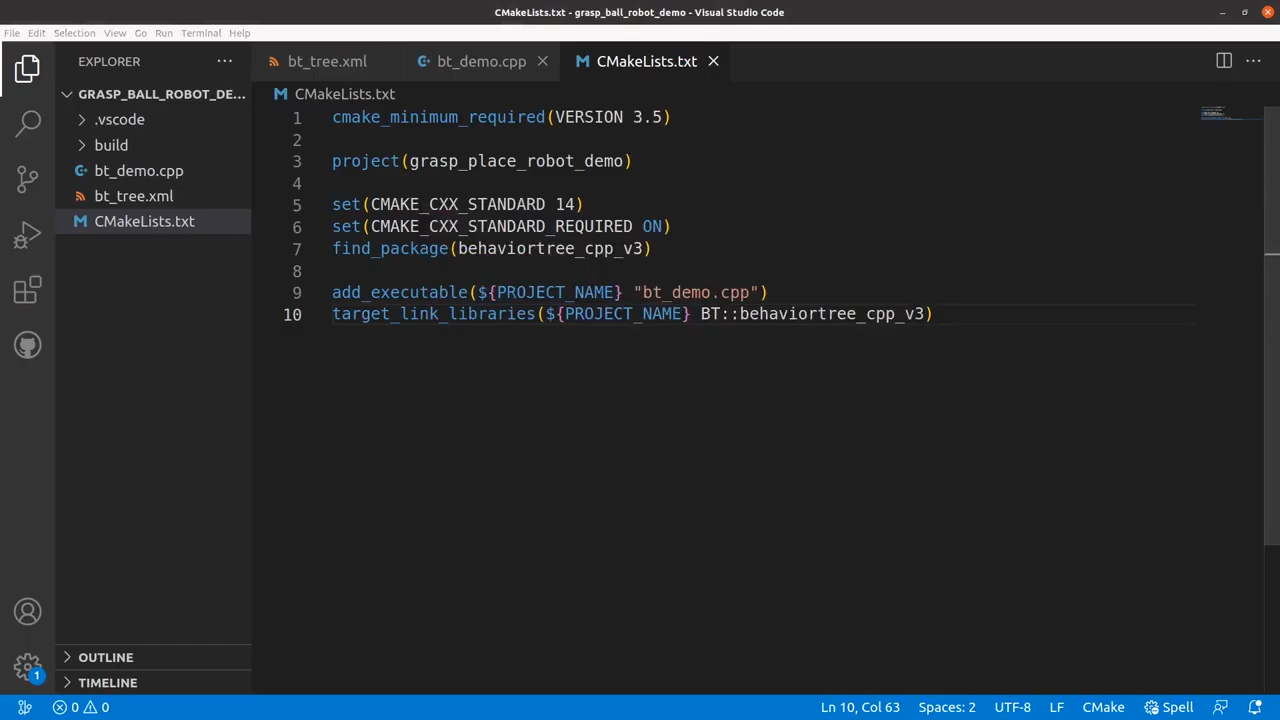 CMakeLists.txt - grasp_ball_robot_demo - Visual Studio Code
File Edit Selection View Go Run Terminal Help
EXPLORER
bt_tree.xml
bt_demo.cpp
CMakeLists.txt
GRASP_BALL_ROBOT_DE...
CMakeLists.txt
.vscode
build
bt_demo.cpp
bt_tree.xml
CMakeLists.txt
1 cmake_minimum_required(VERSION 3.5)
2
3 project(grasp_place_robot_demo)
4
5 set(CMAKE_CXX_STANDARD 14)
6 set(CMAKE_CXX_STANDARD_REQUIRED ON)
7 find_package(behaviortree_cpp_v3)
8
9 add_executable(${PROJECT_NAME} "bt_demo.cpp")
10 target_link_libraries(${PROJECT_NAME} BT::behaviortree_cpp_v3)
OUTLINE
TIMELINE
1
0 0
Ln 10, Col 63 Spaces: 2 UTF-8 LF CMake Spell